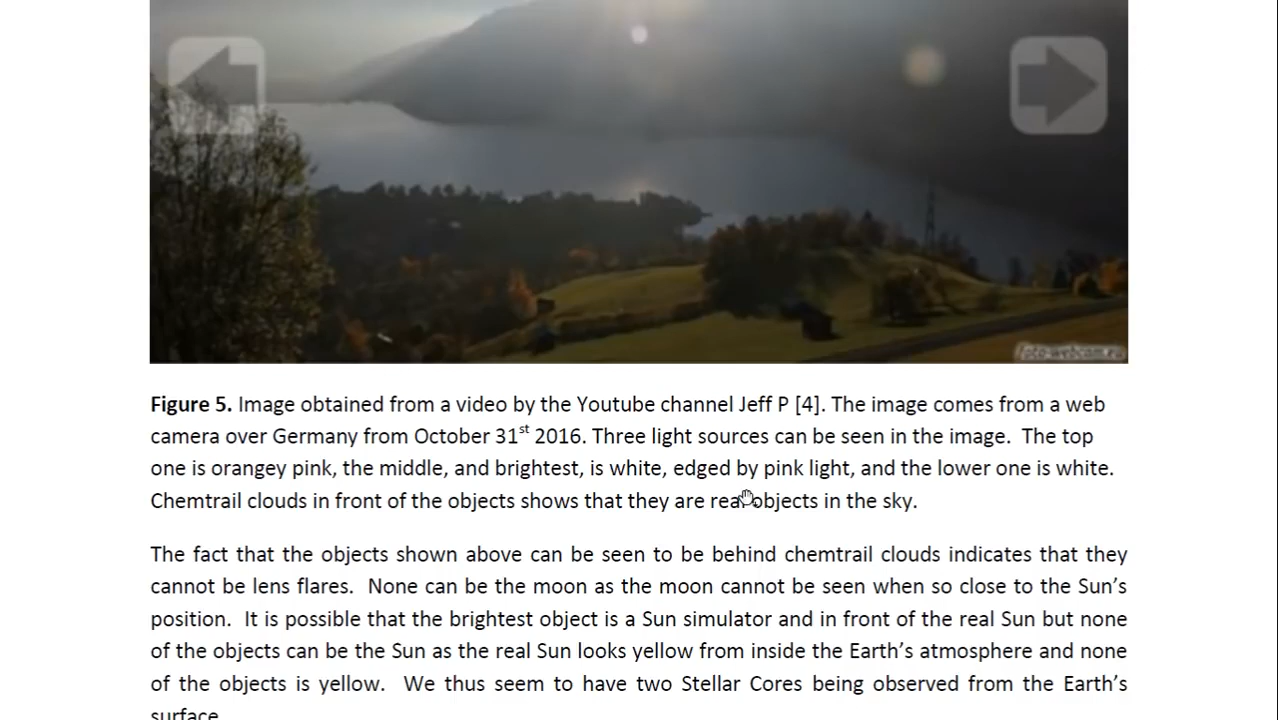 foto-webcam.eu
Figure 5. Image obtained from a video by the Youtube channel Jeff P [4]. The image comes from a web
camera over Germany from October 31st 2016. Three light sources can be seen in the image. The top
one is orangey pink, the middle, and brightest, is white, edged by pink light, and the lower one is white.
Chemtrail clouds in front of the objects shows that they are real objects in the sky.
The fact that the objects shown above can be seen to be behind chemtrail clouds indicates that they
cannot be lens flares. None can be the moon as the moon cannot be seen when so close to the Sun's
position. It is possible that the brightest object is a Sun simulator and in front of the real Sun but none
of the objects can be the Sun as the real Sun looks yellow from inside the Earth's atmosphere and none
of the objects is yellow. We thus seem to have two Stellar Cores being observed from the Earth's
surface